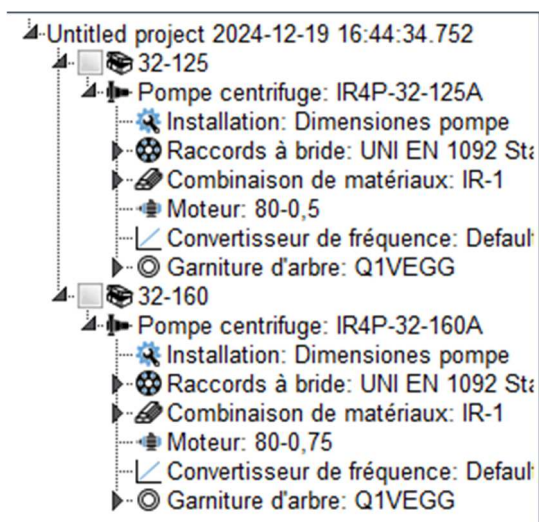 Untitled project 2024-12-19 16:44:34.752
32-125
Pompe centrifuge: IR4P-32-125A
Installation: Dimensiones pompe
Raccords à bride: UNI EN 1092 Sta
Combinaison de matériaux: IR-1
Moteur: 80-0,5
Convertisseur de fréquence: Default
Garniture d'arbre: Q1VEGG
32-160
Pompe centrifuge: IR4P-32-160A
Installation: Dimensiones pompe
Raccords à bride: UNI EN 1092 Sta
Combinaison de matériaux: IR-1
Moteur: 80-0,75
Convertisseur de fréquence: Default
Garniture d'arbre: Q1VEGG